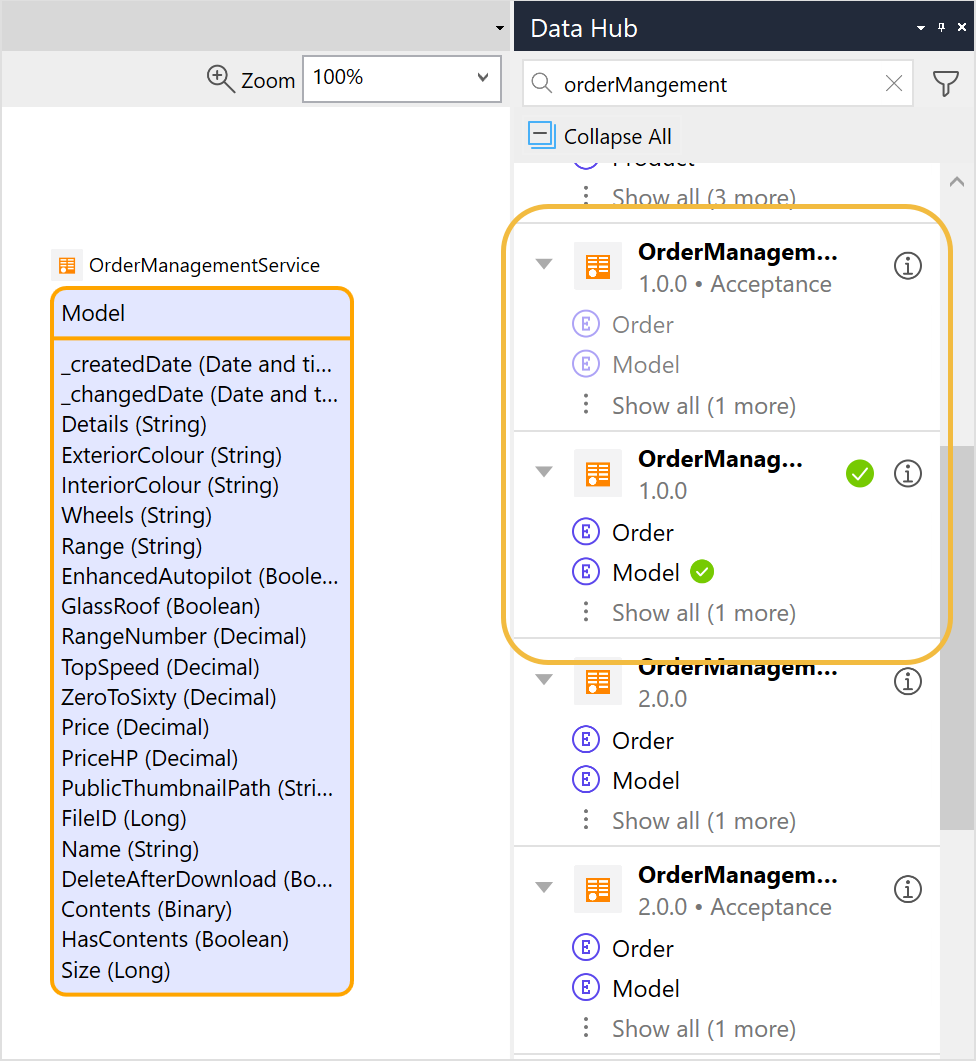 Data Hub
Zoom
100%
orderMangement
Collapse All
Product
Show all (3 more)
OrderManagementService
Model
_createdDate (Date and ti...
_changedDate (Date and t...
Details (String)
ExteriorColour (String)
InteriorColour (String)
Wheels (String)
Range (String)
EnhancedAutopilot (Boole...
GlassRoof (Boolean)
RangeNumber (Decimal)
TopSpeed (Decimal)
ZeroToSixty (Decimal)
Price (Decimal)
PriceHP (Decimal)
PublicThumbnailPath (Stri...
FileID (Long)
Name (String)
DeleteAfterDownload (Bo...
Contents (Binary)
HasContents (Boolean)
Size (Long)
OrderManagem...
1.0.0 • Acceptance
E Order
E Model
Show all (1 more)
OrderManag...
1.0.0
E Order
E Model
Show all (1 more)
OrderManagem...
2.0.0
E Order
E Model
Show all (1 more)
OrderManagem...
2.0.0 • Acceptance
E Order
E Model
Show all (1 more)